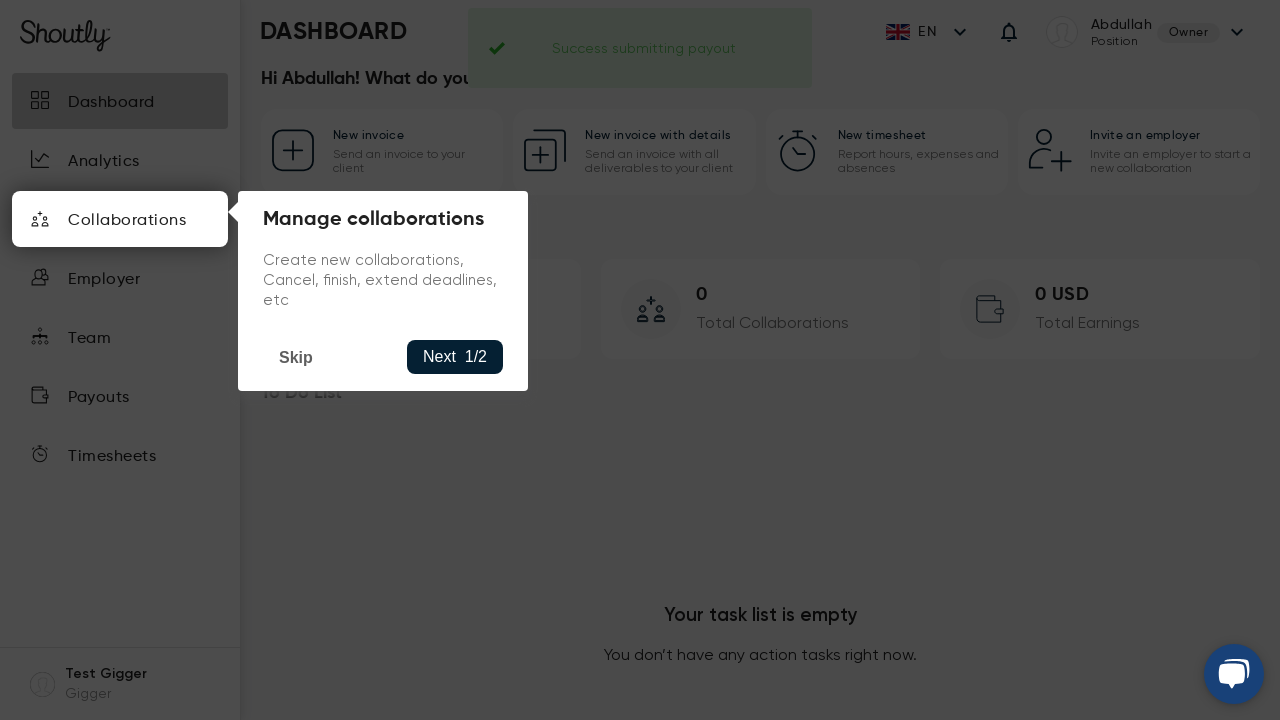 Shoutly
Dashboard
Analytics
Collaborations
Employer
Team
Payouts
Timesheets
Test Gigger
Gigger
DASHBOARD
Success submitting payout
EN
Abdullah
Position
Owner
Hi Abdullah! What do you
New invoice
Send an invoice to your
client
New invoice with details
Send an invoice with all
deliverables to your client
New timesheet
Report hours, expenses and
absences
Invite an employer
Invite an employer to start a
new collaboration
Manage collaborations
Create new collaborations,
Cancel, finish, extend deadlines,
etc
Skip
Next 1/2
0
Total Collaborations
0 USD
Total Earnings
To Do List
Your task list is empty
You don’t have any action tasks right now.